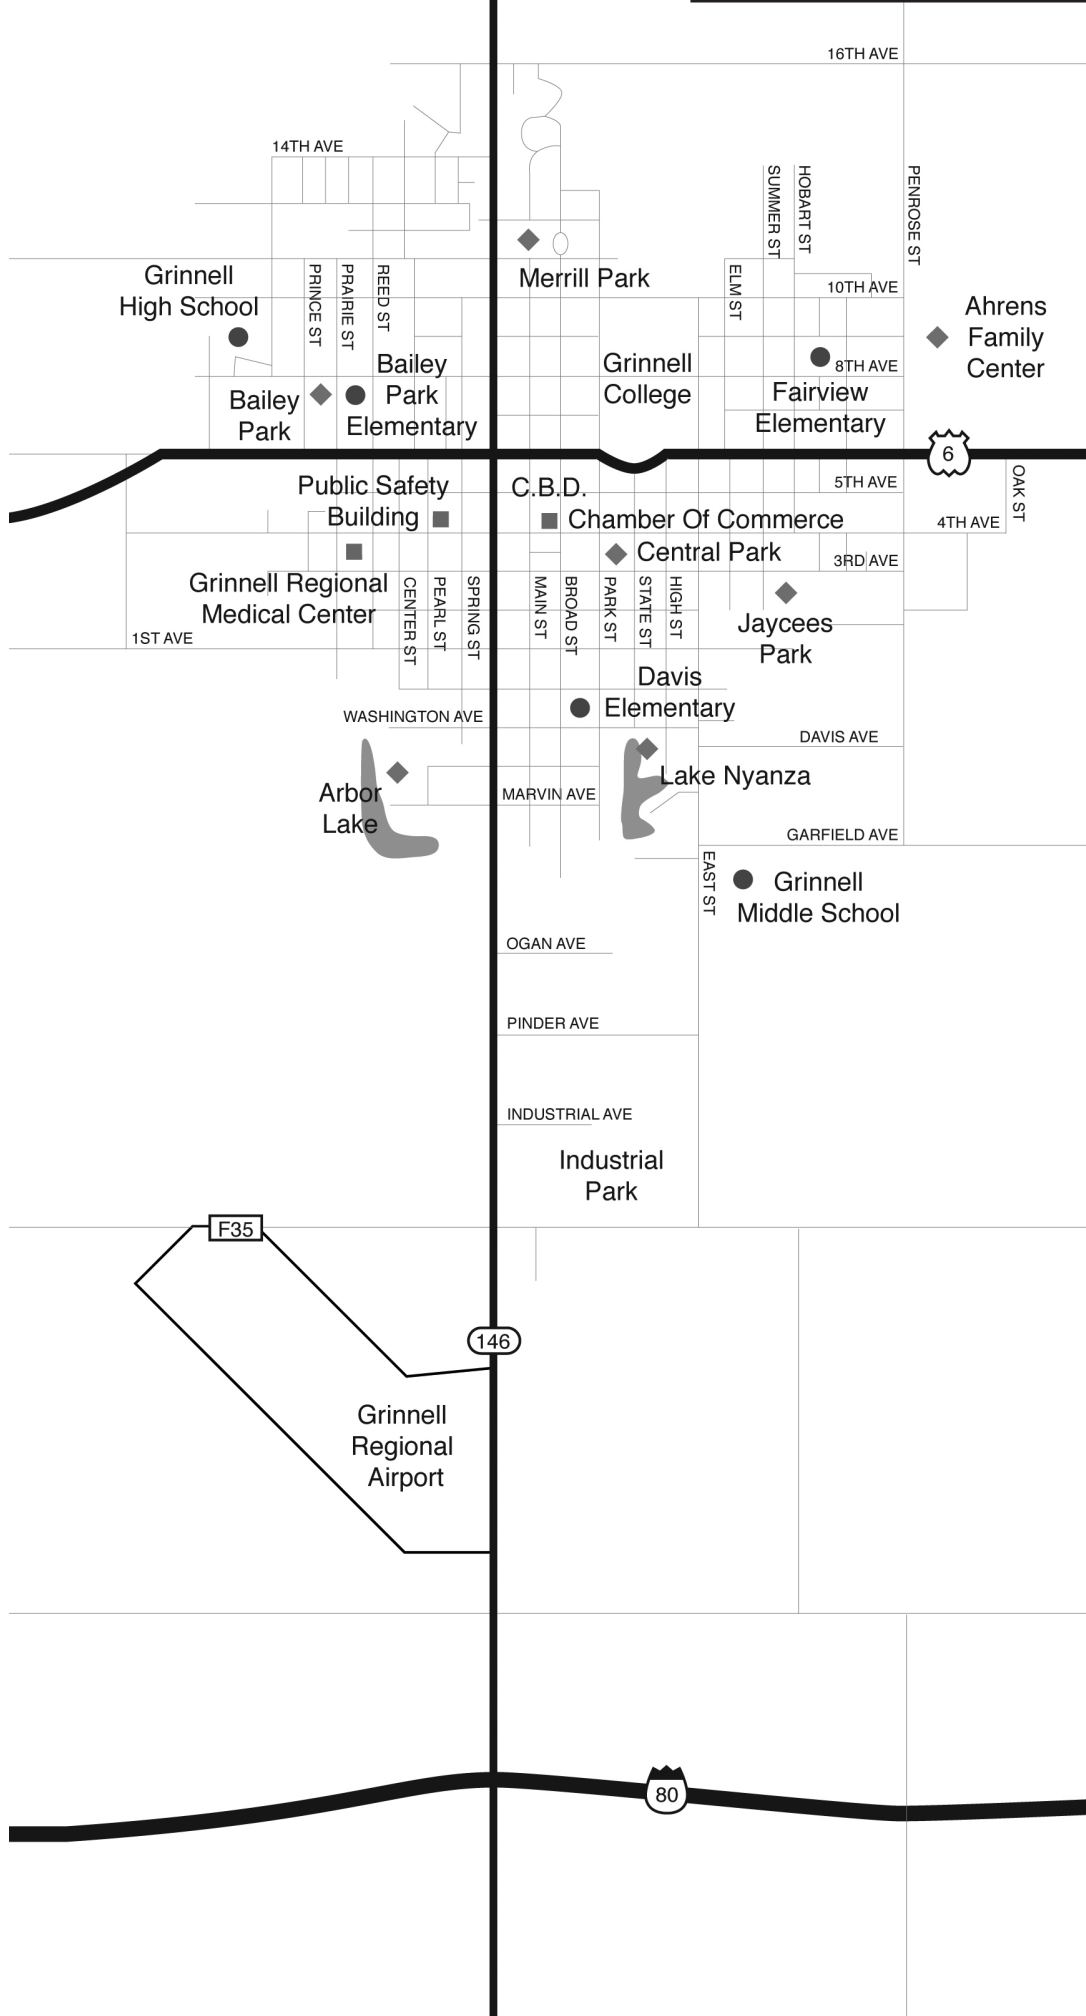 16TH AVE
14TH AVE
SUMMER ST
HOBART ST
PENROSE ST
Merrill Park
Grinnell
High School
PRINCE ST
PRAIRIE ST
REED ST
ELM ST
10TH AVE
Ahrens
Family
Center
Bailey
Park
Elementary
Grinnell
College
8TH AVE
Fairview
Elementary
Bailey
Park
6
Public Safety
Building
C.B.D.
5TH AVE
OAK ST
Chamber Of Commerce
4TH AVE
Central Park
3RD AVE
Grinnell Regional
Medical Center
CENTER ST
PEARL ST
SPRING ST
MAIN ST
BROAD ST
PARK ST
STATE ST
HIGH ST
Jaycees
Park
1ST AVE
Davis
Elementary
WASHINGTON AVE
DAVIS AVE
Lake Nyanza
Arbor
Lake
MARVIN AVE
GARFIELD AVE
EAST ST
Grinnell
Middle School
OGAN AVE
PINDER AVE
INDUSTRIAL AVE
Industrial
Park
F35
146
Grinnell
Regional
Airport
80